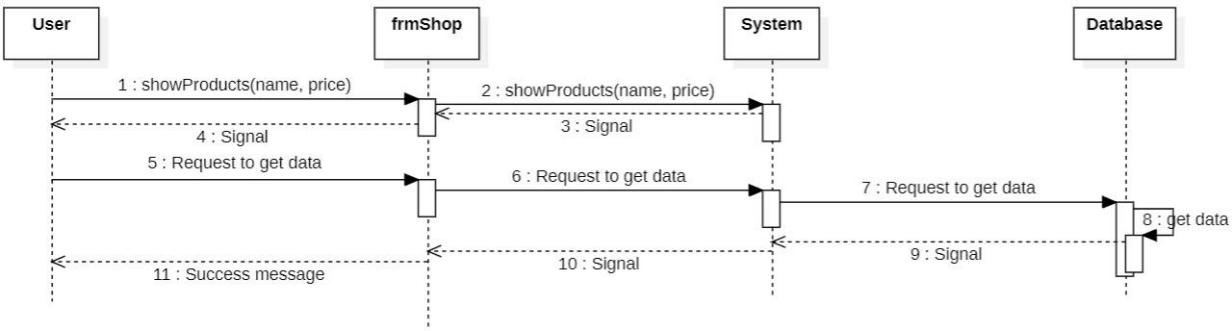 User
frmShop
System
Database
1 : showProducts(name, price)
2 : showProducts(name, price)
3 : Signal
4 : Signal
5 : Request to get data
6 : Request to get data
7 : Request to get data
8 : get data
9 : Signal
10 : Signal
11 : Success message